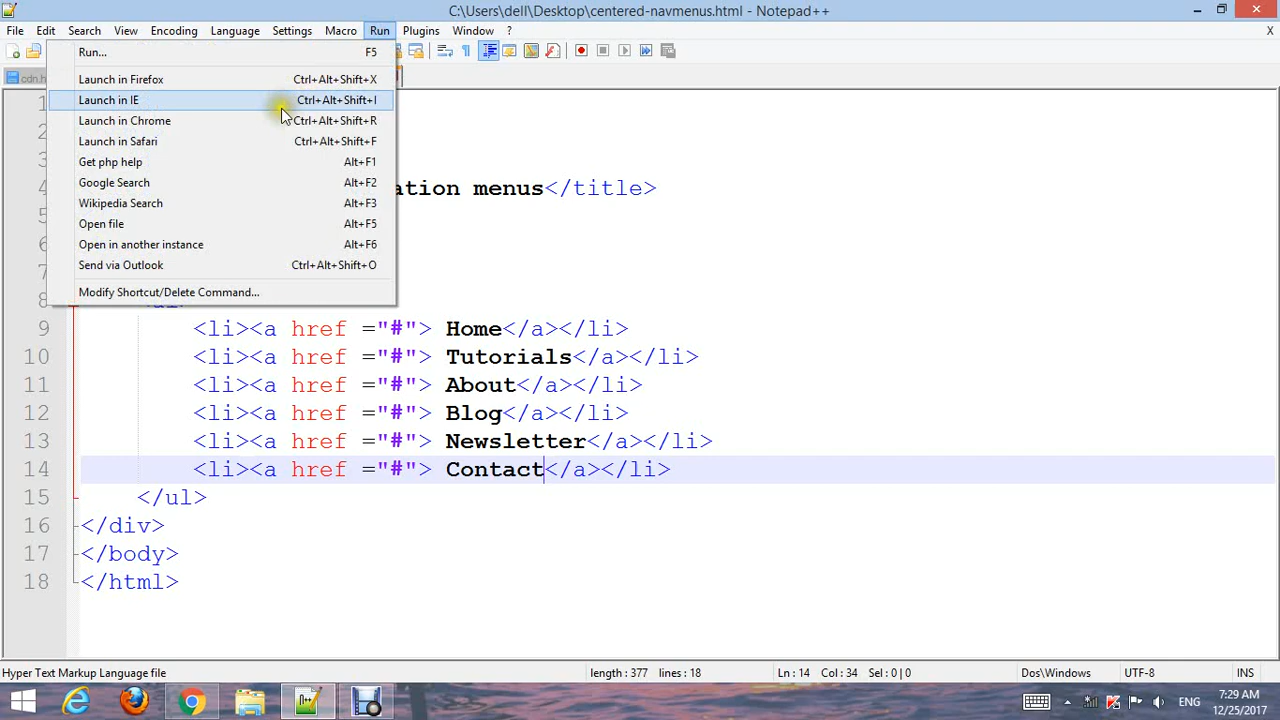 C:\Users\dell\Desktop\centered-navmenus.html - Notepad++
File Edit Search View Encoding Language Settings Macro Run Plugins Window ? X
Run... F5
cdn.h
Launch in Firefox Ctrl+Alt+Shift+X
1 Launch in IE Ctrl+Alt+Shift+I
Launch in Chrome Ctrl+Alt+Shift+R
Launch in Safari Ctrl+Alt+Shift+F
Get php help Alt+F1
Google Search Alt+F2
4 ation menus</title>
Wikipedia Search Alt+F3
Open file Alt+F5
Open in another instance Alt+F6
Send via Outlook Ctrl+Alt+Shift+O
Modify Shortcut/Delete Command...
8
9 <li><a href ="#"> Home</a></li>
10 <li><a href ="#"> Tutorials</a></li>
11 <li><a href ="#"> About</a></li>
12 <li><a href ="#"> Blog</a></li>
13 <li><a href ="#"> Newsletter</a></li>
14 <li><a href ="#"> Contact</a></li>
15 </ul>
16 </div>
17 </body>
18 </html>
Hyper Text Markup Language file length : 377 lines : 18 Ln : 14 Col : 34 Sel : 0 | 0 Dos\Windows UTF-8 INS
ENG
7:29 AM
12/25/2017